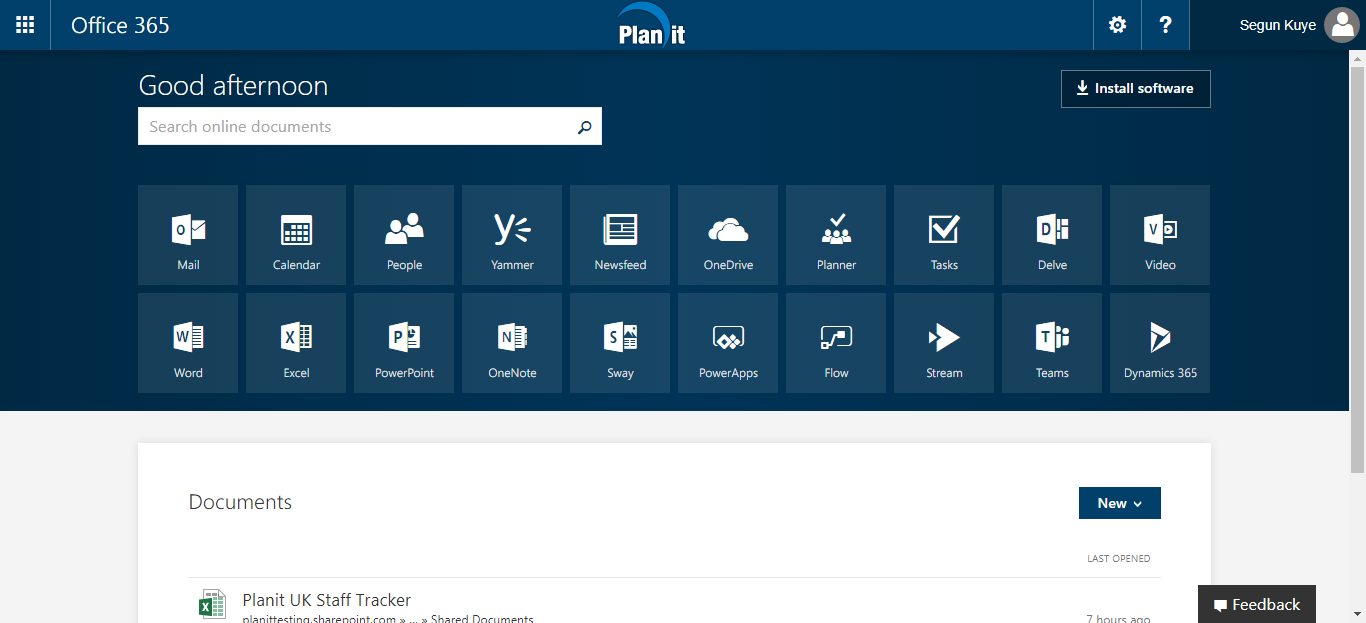 Office 365
Planit
?
Segun Kuye
Good afternoon
Install software
Search online documents
Mail
Calendar
People
Yammer
Newsfeed
OneDrive
Planner
Tasks
Delve
Video
Word
Excel
PowerPoint
OneNote
Sway
PowerApps
Flow
Stream
Teams
Dynamics 365
Documents
New
LAST OPENED
Planit UK Staff Tracker
planittesting.sharepoint.com » ... » Shared Documents
7 hours ago
Feedback